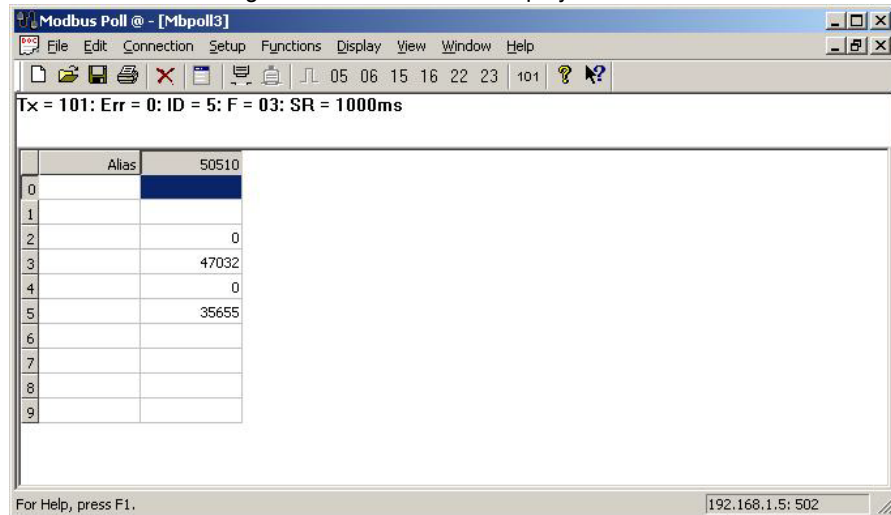 Modbus Poll @ - [Mbpoll3]
File Edit Connection Setup Functions Display View Window Help
05 06 15 16 22 23 101
Tx = 101: Err = 0: ID = 5: F = 03: SR = 1000ms
Alias 50510
0
1
2 0
3 47032
4 0
5 35655
6
7
8
9
For Help, press F1. 192.168.1.5: 502